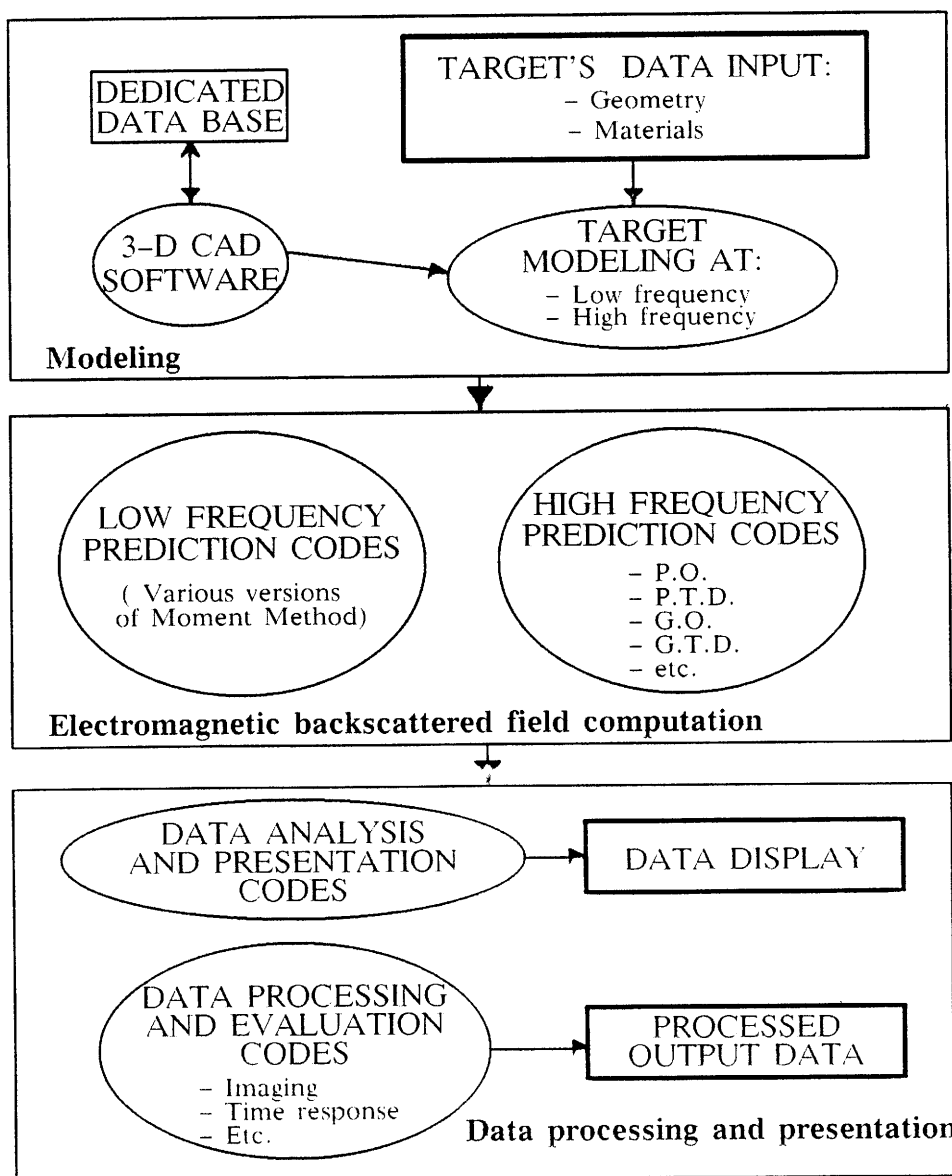 DEDICATED
DATA BASE
TARGET'S DATA INPUT:
– Geometry
– Materials
3–D CAD
SOFTWARE
TARGET
MODELING AT:
– Low frequency
– High frequency
Modeling
LOW FREQUENCY
PREDICTION CODES
( Various versions
of Moment Method)
HIGH FREQUENCY
PREDICTION CODES
– P.O.
– P.T.D.
– G.O.
– G.T.D.
– etc.
Electromagnetic backscattered field computation
DATA ANALYSIS
AND PRESENTATION
CODES
DATA DISPLAY
DATA PROCESSING
AND EVALUATION
CODES
– Imaging
– Time response
– Etc.
PROCESSED
OUTPUT DATA
Data processing and presentation